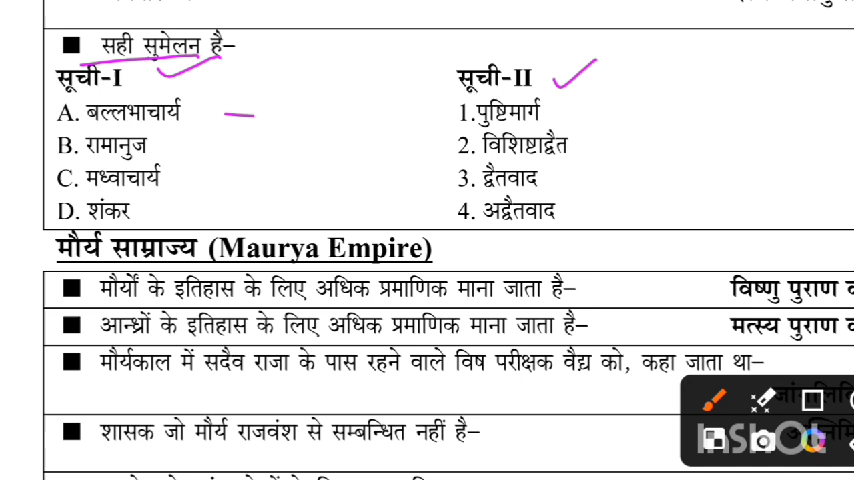 ■ सही सुमेलन है–
सूची-I सूची-II
A. बल्लभाचार्य 1.पुष्टिमार्ग
B. रामानुज 2. विशिष्टाद्वैत
C. मध्वाचार्य 3. द्वैतवाद
D. शंकर 4. अद्वैतवाद
मौर्य साम्राज्य (Maurya Empire)
■ मौर्यों के इतिहास के लिए अधिक प्रमाणिक माना जाता है– विष्णु पुराण
■ आन्ध्रों के इतिहास के लिए अधिक प्रमाणिक माना जाता है– मत्स्य पुराण
■ मौर्यकाल में सदैव राजा के पास रहने वाले विष परीक्षक वैद्य को, कहा जाता था–
■ शासक जो मौर्य राजवंश से सम्बन्धित नहीं है–
InShOt